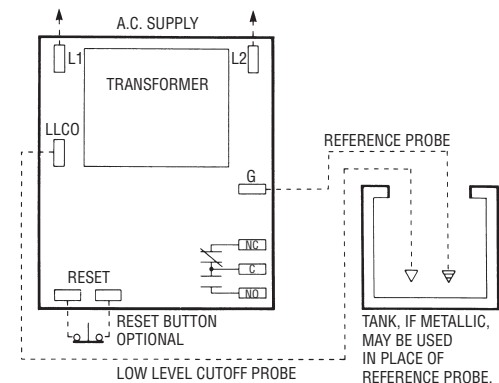 A.C. SUPPLY
L1
L2
TRANSFORMER
LLCO
REFERENCE PROBE
G
NC
C
NO
RESET
RESET BUTTON
OPTIONAL
TANK, IF METALLIC,
MAY BE USED
IN PLACE OF
REFERENCE PROBE.
LOW LEVEL CUTOFF PROBE